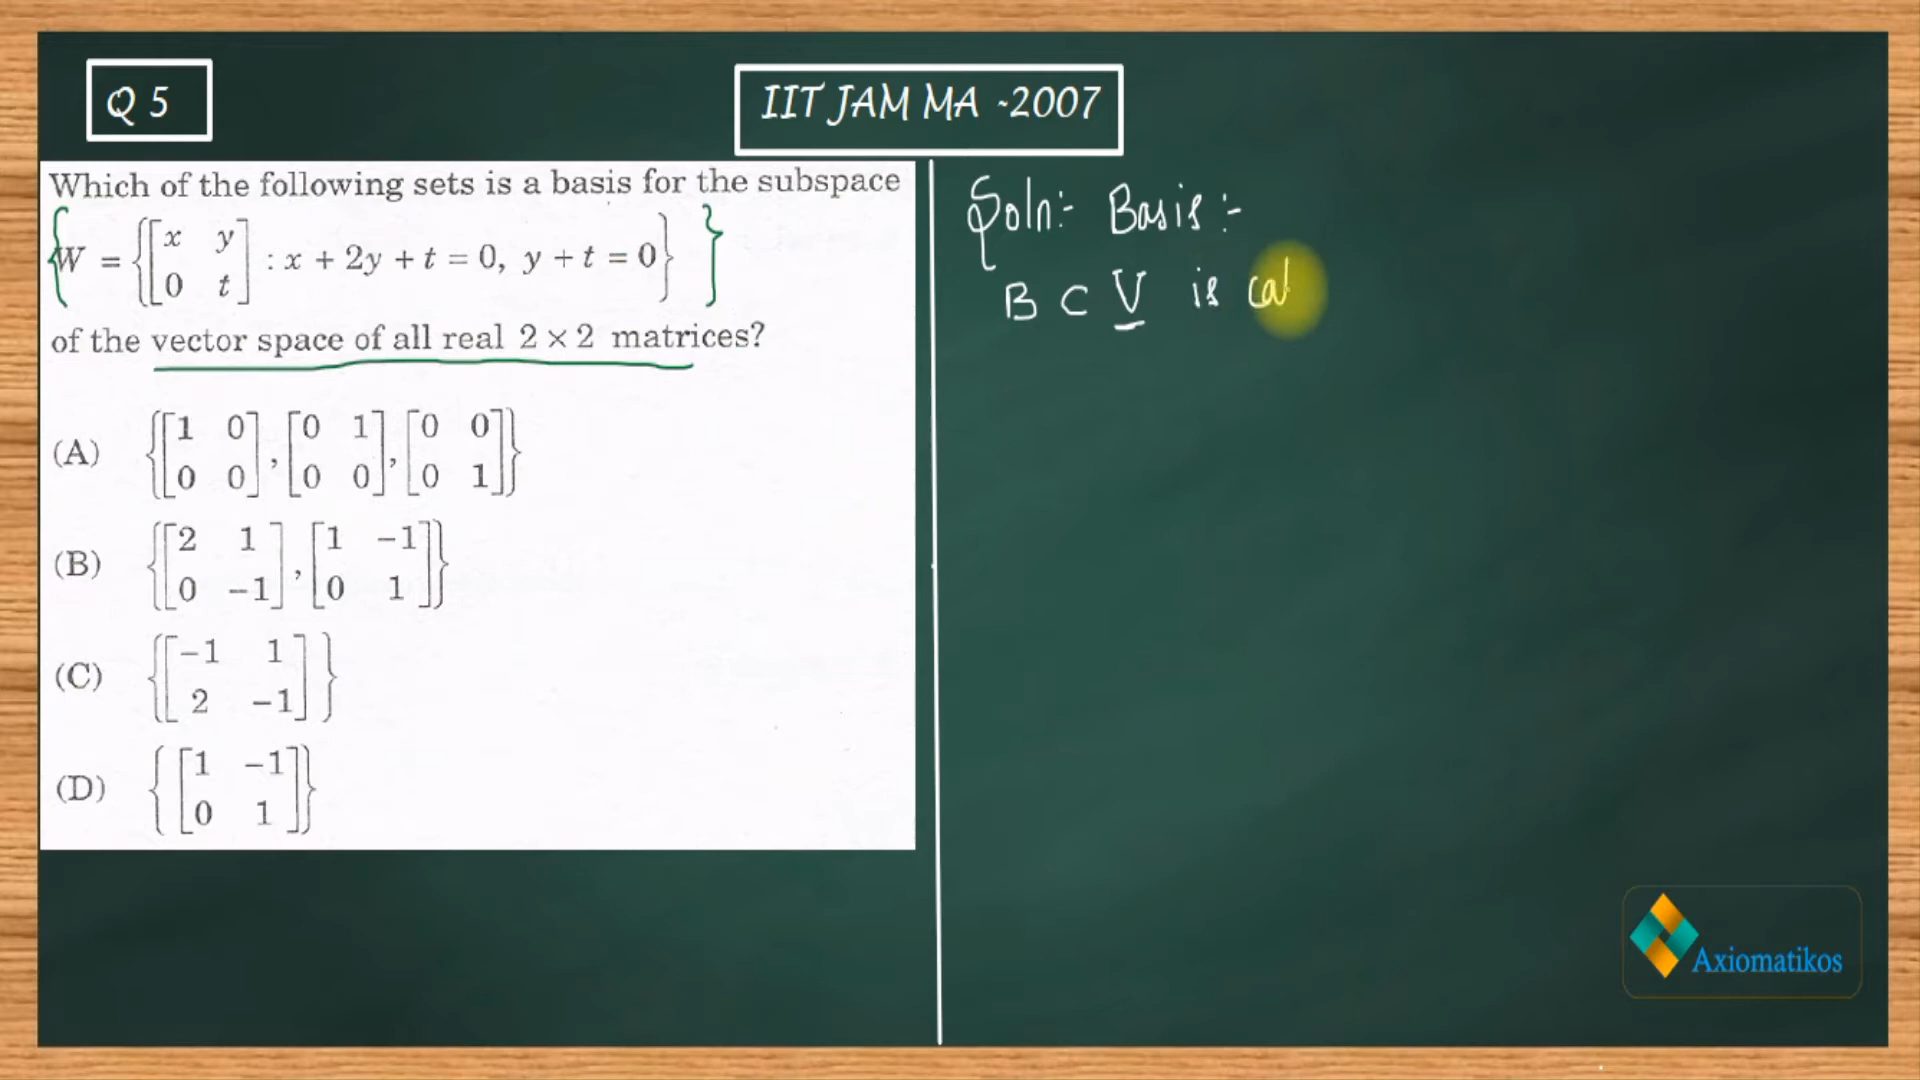 Q 5
IIT JAM MA -2007
Which of the following sets is a basis for the subspace
W = {[x y; 0 t] : x + 2y + t = 0, y + t = 0}
of the vector space of all real 2 × 2 matrices?
(A) {[1 0; 0 0], [0 1; 0 0], [0 0; 0 1]}
(B) {[2 1; 0 -1], [1 -1; 0 1]}
(C) {[-1 1; 2 -1]}
(D) {[1 -1; 0 1]}
Soln:- Basis :-
B ⊂ V is cal
Axiomatikos